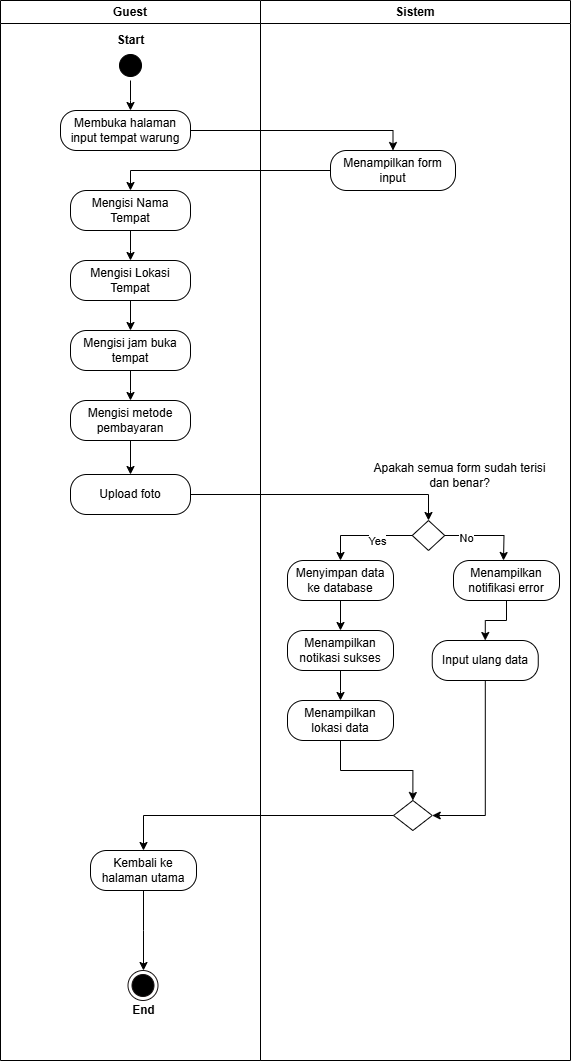 Guest
Sistem
Start
Membuka halaman
input tempat warung
Menampilkan form
input
Mengisi Nama
Tempat
Mengisi Lokasi
Tempat
Mengisi jam buka
tempat
Mengisi metode
pembayaran
Upload foto
Apakah semua form sudah terisi
dan benar?
Yes
No
Menyimpan data
ke database
Menampilkan
notifikasi error
Menampilkan
notikasi sukses
Input ulang data
Menampilkan
lokasi data
Kembali ke
halaman utama
End